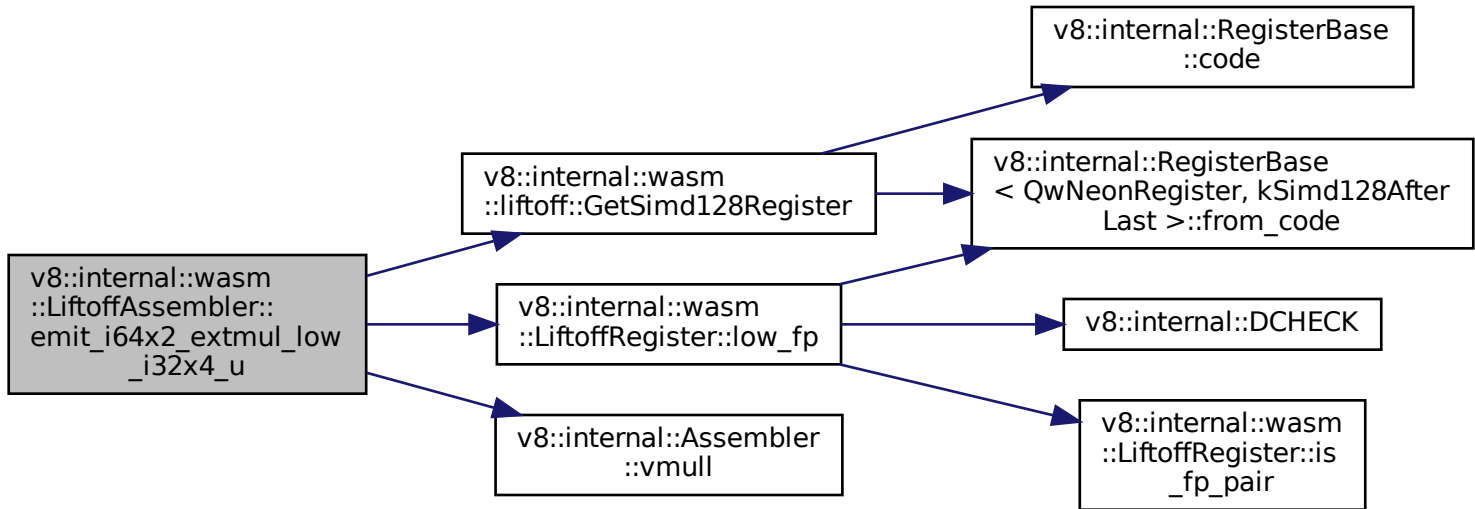 v8::internal::wasm
::LiftoffAssembler::
emit_i64x2_extmul_low
_i32x4_u
v8::internal::wasm
::liftoff::GetSimd128Register
v8::internal::wasm
::LiftoffRegister::low_fp
v8::internal::Assembler
::vmull
v8::internal::RegisterBase
::code
v8::internal::RegisterBase
< QwNeonRegister, kSimd128After
Last >::from_code
v8::internal::DCHECK
v8::internal::wasm
::LiftoffRegister::is
_fp_pair